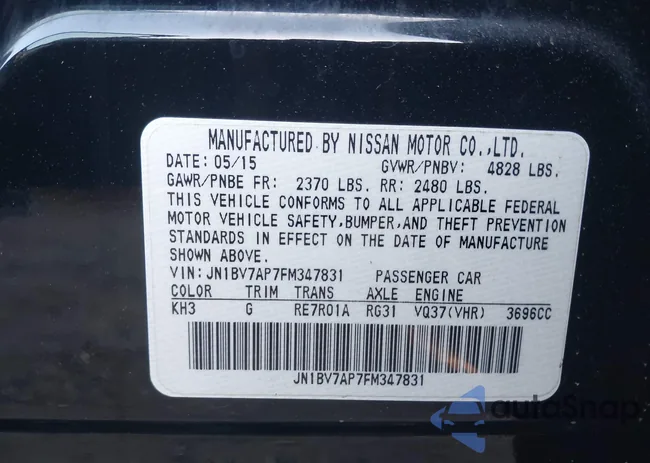 MANUFACTURED BY NISSAN MOTOR CO.,LTD.
DATE: 05/15 GVWR/PNBV: 4828 LBS.
GAWR/PNBE FR: 2370 LBS. RR: 2480 LBS.
THIS VEHICLE CONFORMS TO ALL APPLICABLE FEDERAL
MOTOR VEHICLE SAFETY,BUMPER,AND THEFT PREVENTION
STANDARDS IN EFFECT ON THE DATE OF MANUFACTURE
SHOWN ABOVE.
VIN: JN1BV7AP7FM347831 PASSENGER CAR
COLOR TRIM TRANS AXLE ENGINE
KH3 G RE7R01A RG31 VQ37(VHR) 3696CC
JN1BV7AP7FM347831
autoSnap